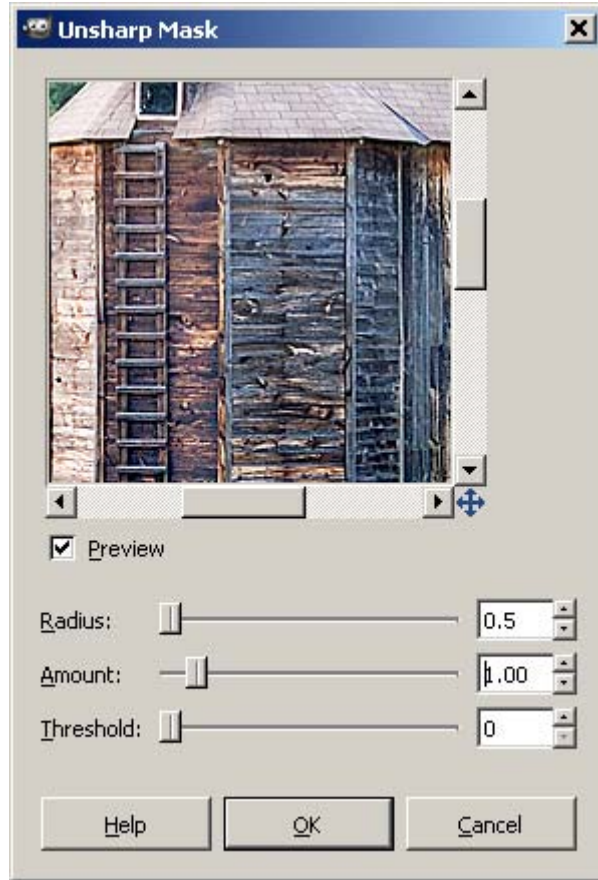 Unsharp Mask
Preview
Radius: 0.5
Amount: 1.00
Threshold: 0
Help OK Cancel